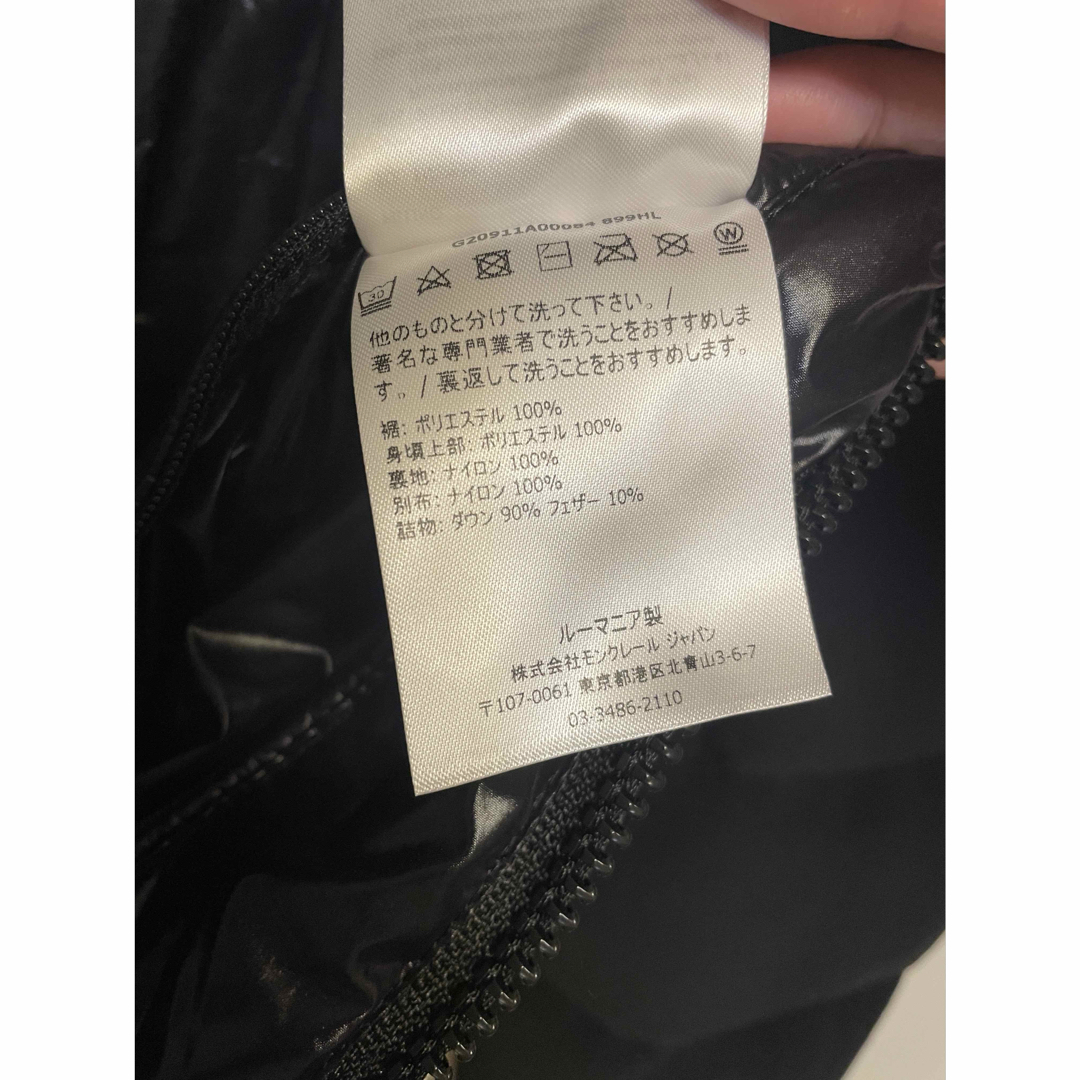 G20911A00084 899HL
30 W
他のものと分けて洗って下さい。/
著名な専門業者で洗うことをおすすめしま
す。/ 裏返して洗うことをおすすめします。
裾: ポリエステル 100%
身頃上部: ポリエステル 100%
裏地: ナイロン 100%
別布: ナイロン 100%
詰物: ダウン 90% フェザー 10%
ルーマニア製
株式会社モンクレール ジャパン
〒107-0061 東京都港区北青山3-6-7
03-3486-2110